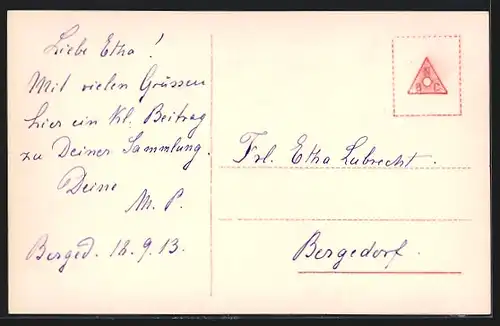 Liebe Etha!
Mit vielen Grüssen
hier ein Kl. Beitrag
zu Deiner Sammlung.
Deine
M. P.
Berged. 18.9.13.
Frl. Etha Lubrecht.
Bergedorf.